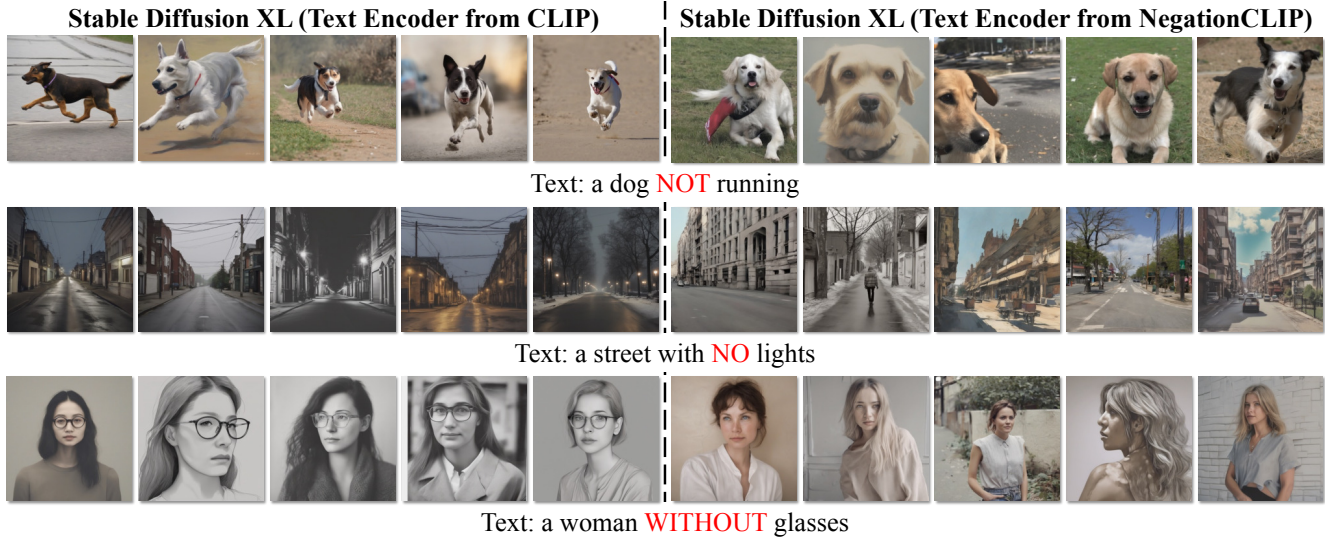 Stable Diffusion XL (Text Encoder from CLIP)
Stable Diffusion XL (Text Encoder from NegationCLIP)
Text: a dog NOT running
Text: a street with NO lights
Text: a woman WITHOUT glasses